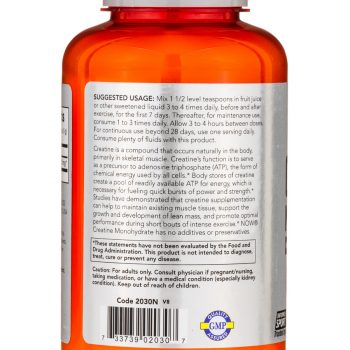 SUGGESTED USAGE: Mix 1 1/2 level teaspoons in fruit juice
or other sweetened liquid 3 to 4 times daily, before and after
exercise, for the first 7 days. Thereafter, for maintenance use,
consume 1 to 3 times daily. Allow 3 to 4 hours between doses.
For continuous use beyond 28 days, use one serving daily.
Consume plenty of fluids with this product.
Creatine is a compound that occurs naturally in the body,
primarily in skeletal muscle. Creatine's function is to serve
as a precursor to adenosine triphosphate (ATP), the form of
chemical energy used by all cells.* Body stores of creatine
create a pool of readily available ATP for energy, which is
necessary for fueling quick bursts of power and strength.*
Studies have demonstrated that creatine supplementation
can help to maintain existing muscle tissue, support the
growth and development of lean mass, and promote optimal
performance during short bouts of intense exercise.* NOW®
Creatine Monohydrate has no additives or preservatives.
*These statements have not been evaluated by the Food and
Drug Administration. This product is not intended to diagnose,
treat, cure or prevent any disease.
Caution: For adults only. Consult physician if pregnant/nursing,
taking medication, or have a medical condition (especially kidney
condition). Keep out of reach of children.
Code 2030N V8
QUALITY
GMP
ASSURED
7 33739 02030 7
SPORT